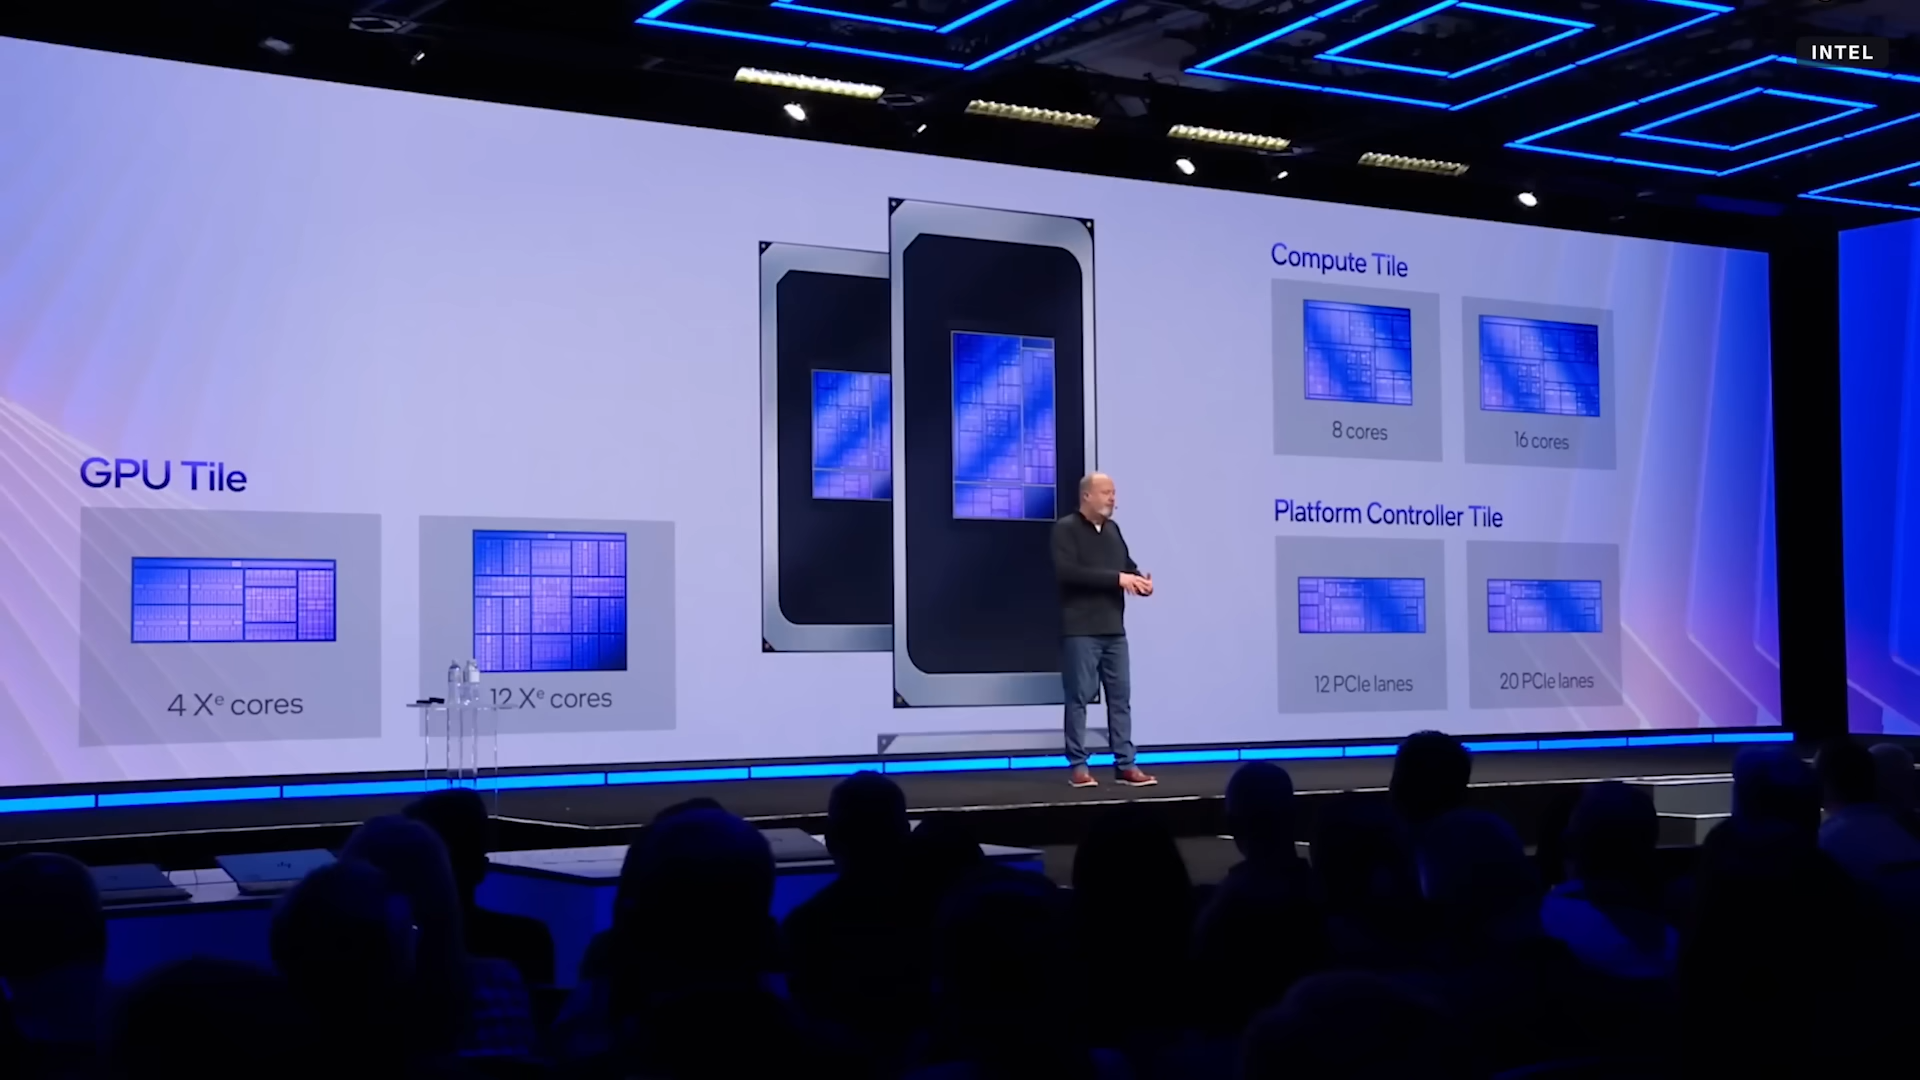 INTEL
GPU Tile
4 Xᵉ cores
12 Xᵉ cores
Compute Tile
8 cores
16 cores
Platform Controller Tile
12 PCIe lanes
20 PCIe lanes